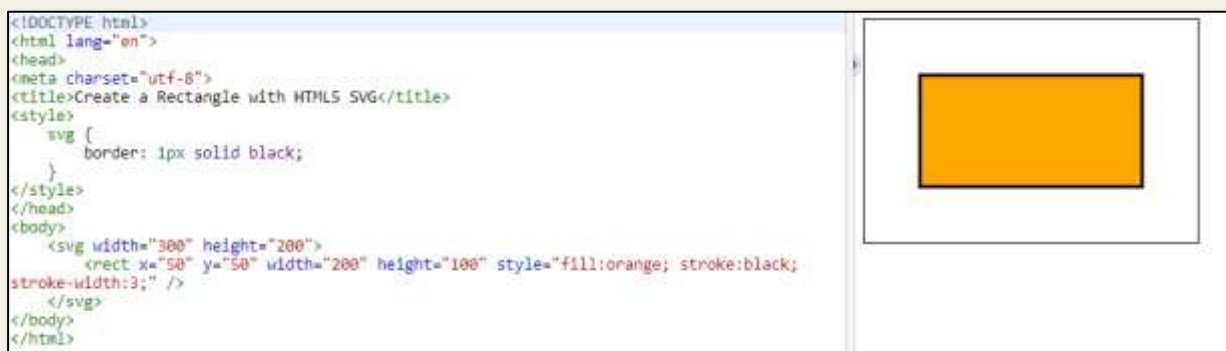 <!DOCTYPE html>
<html lang="en">
<head>
<meta charset="utf-8">
<title>Create a Rectangle with HTML5 SVG</title>
<style>
    svg {
        border: 1px solid black;
    }
</style>
</head>
<body>
    <svg width="300" height="200">
        <rect x="50" y="50" width="200" height="100" style="fill:orange; stroke:black;
stroke-width:3;" />
    </svg>
</body>
</html>